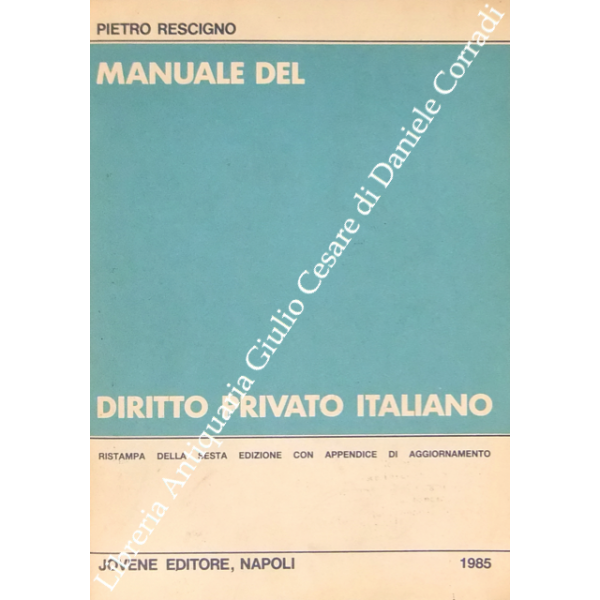 PIETRO RESCIGNO
MANUALE DEL
DIRITTO PRIVATO ITALIANO
RISTAMPA DELLA SESTA EDIZIONE CON APPENDICE DI AGGIORNAMENTO
JOVENE EDITORE, NAPOLI 1985
Libreria Antiquaria Giulio Cesare di Daniele Corradi